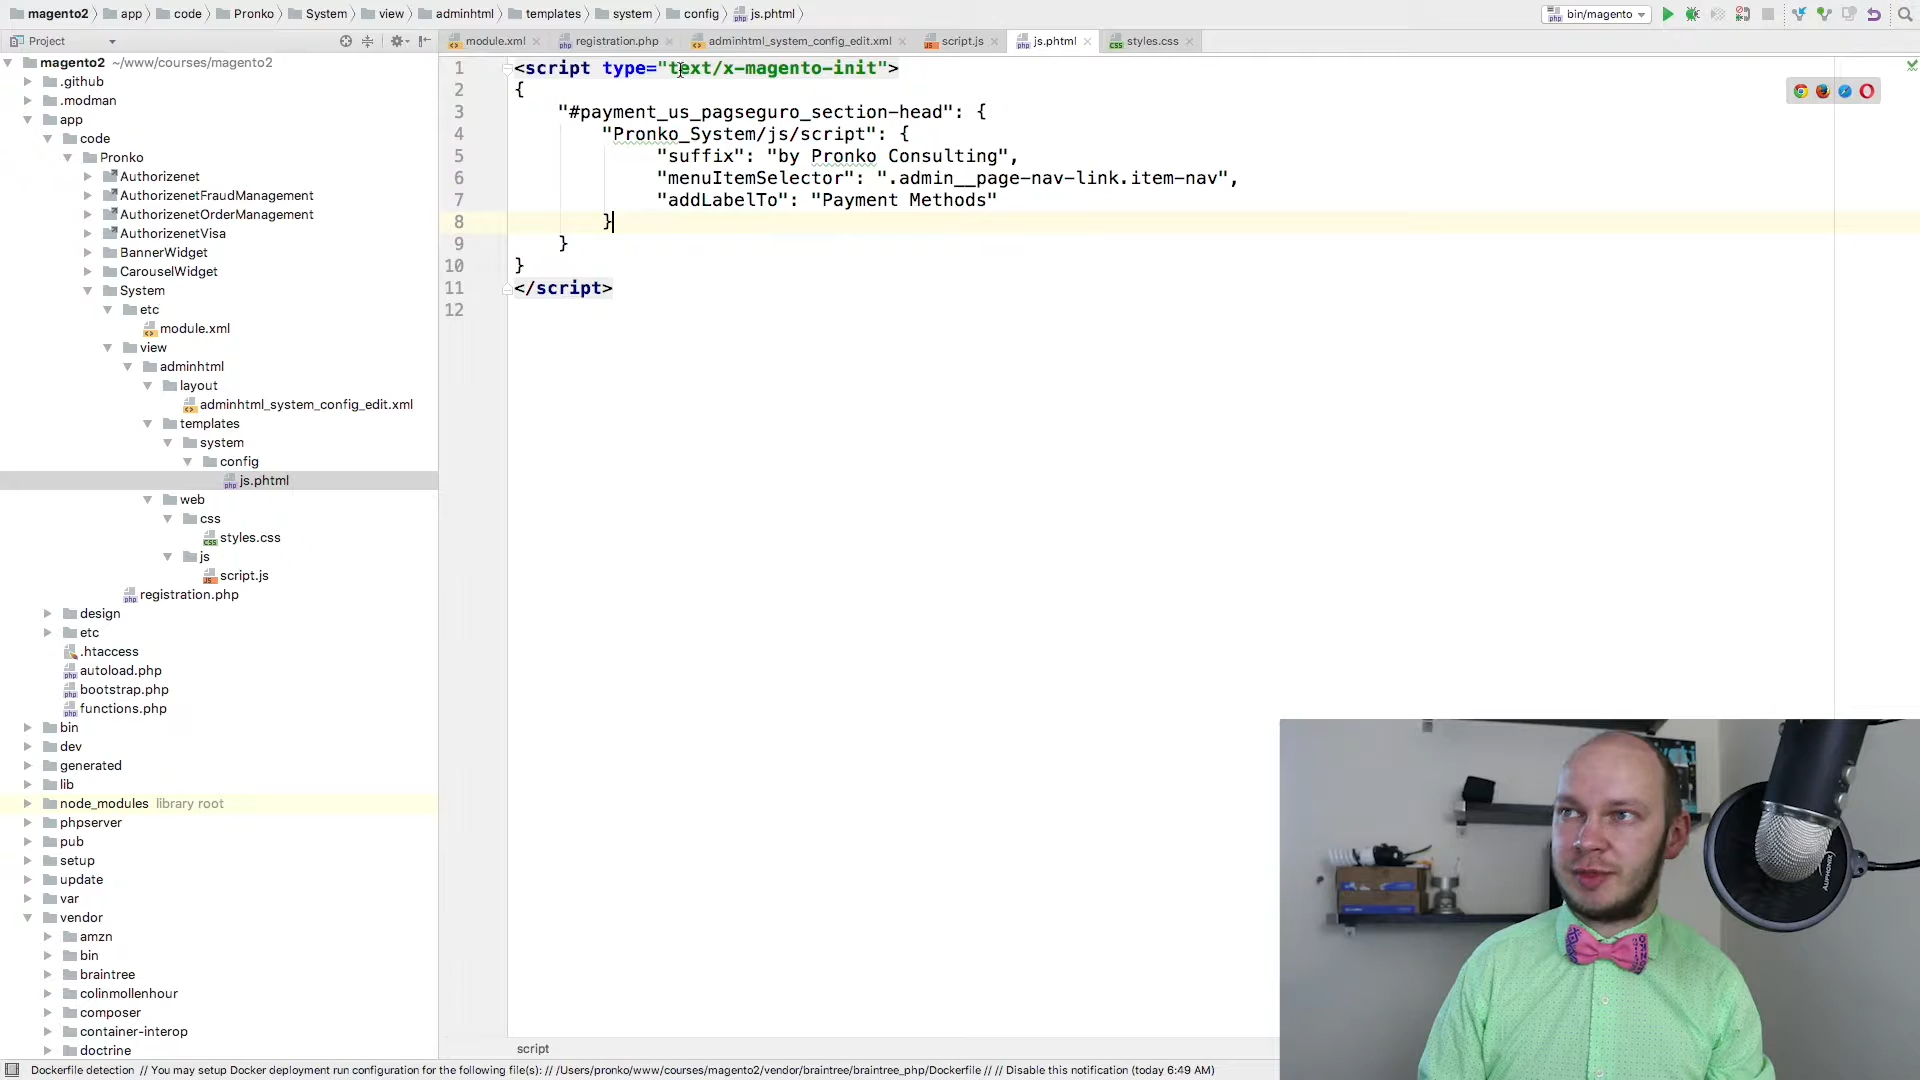 magento2 app code Pronko System view adminhtml templates system config js.phtml
bin/magento
Project
module.xml registration.php adminhtml_system_config_edit.xml script.js js.phtml styles.css
magento2 ~/www/courses/magento2
.github
.modman
app
code
Pronko
Authorizenet
AuthorizenetFraudManagement
AuthorizenetOrderManagement
AuthorizenetVisa
BannerWidget
CarouselWidget
System
etc
module.xml
view
adminhtml
layout
adminhtml_system_config_edit.xml
templates
system
config
js.phtml
web
css
styles.css
js
script.js
registration.php
design
etc
.htaccess
autoload.php
bootstrap.php
functions.php
bin
dev
generated
lib
node_modules library root
phpserver
pub
setup
update
var
vendor
amzn
bin
braintree
colinmollenhour
composer
container-interop
doctrine
1 <script type="text/x-magento-init">
2 {
3 "#payment_us_pagseguro_section-head": {
4 "Pronko_System/js/script": {
5 "suffix": "by Pronko Consulting",
6 "menuItemSelector": ".admin__page-nav-link.item-nav",
7 "addLabelTo": "Payment Methods"
8 }
9 }
10 }
11 </script>
12
script
AUPHONIX
Dockerfile detection // You may setup Docker deployment run configuration for the following file(s): // /Users/pronko/www/courses/magento2/vendor/braintree/braintree_php/Dockerfile // // Disable this notification (today 6:49 AM)